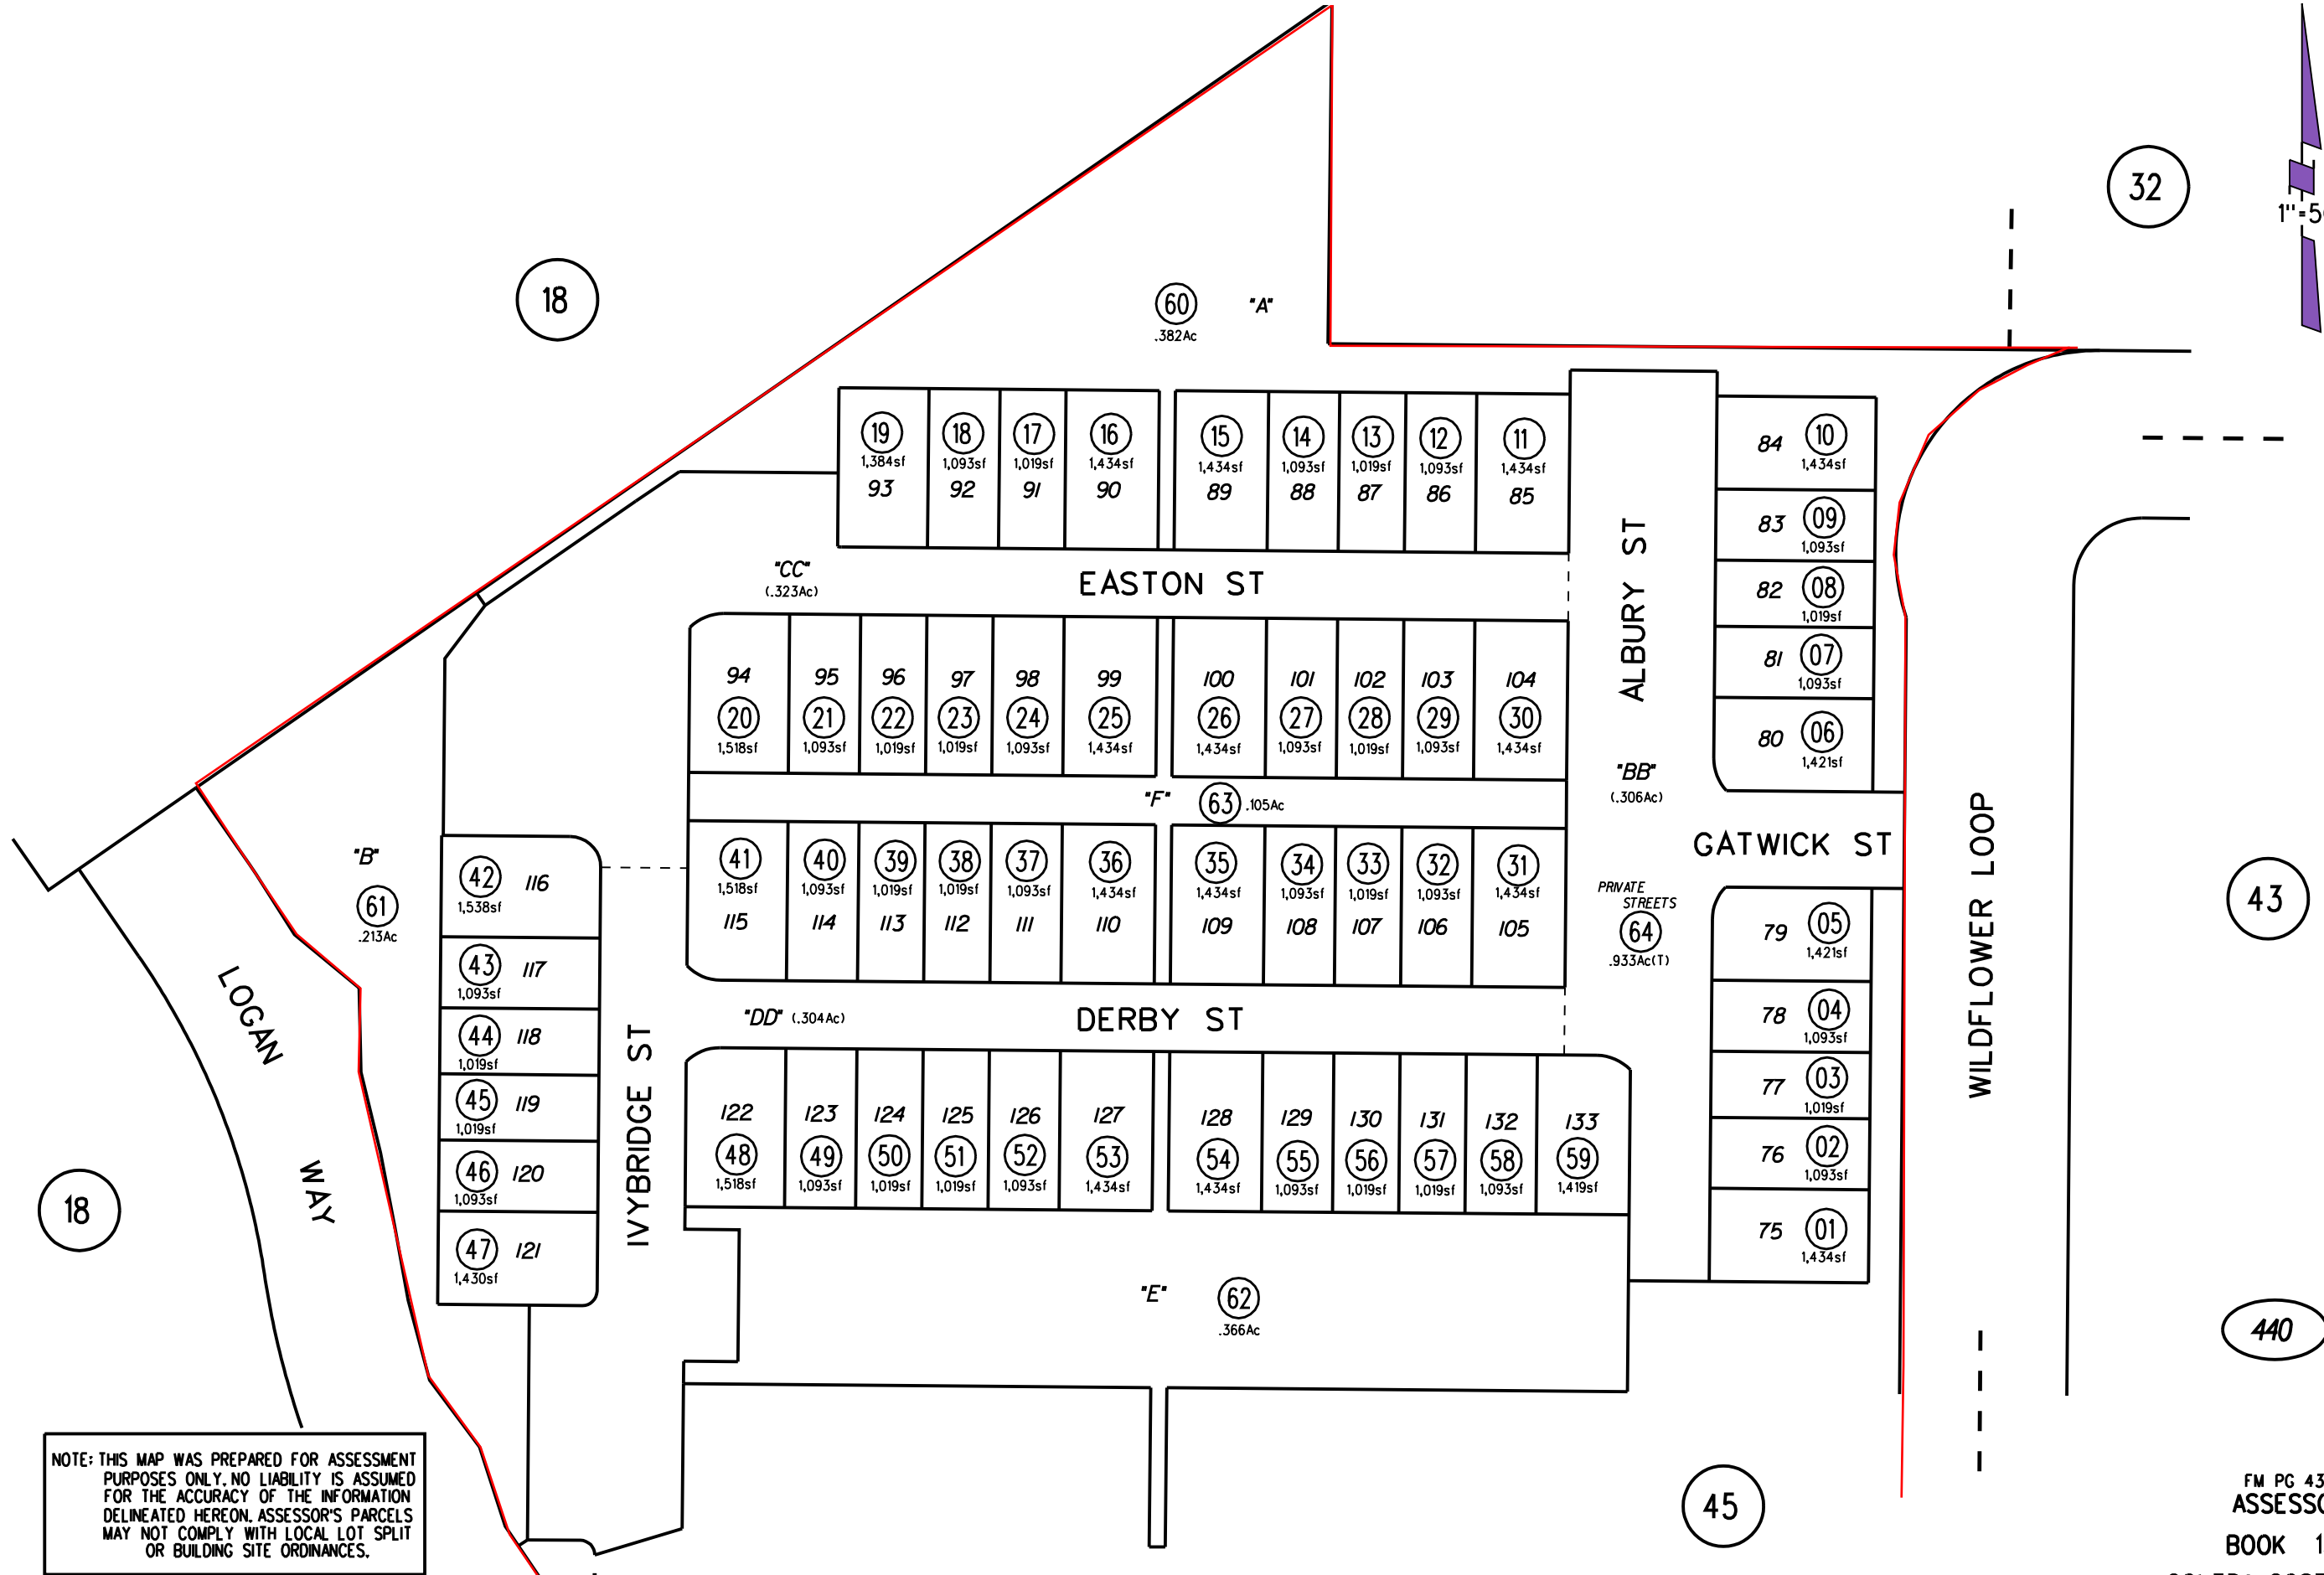 32
1"=5
18
60 "A"
.382Ac
19 18 17 16 15 14 13 12 11
1,384sf 1,093sf 1,019sf 1,434sf 1,434sf 1,093sf 1,019sf 1,093sf 1,434sf
93 92 91 90 89 88 87 86 85
84 10
1,434sf
83 09
1,093sf
82 08
1,019sf
81 07
1,093sf
80 06
1,421sf
"CC"
(.323Ac)
EASTON ST
ALBURY ST
94 95 96 97 98 99 100 101 102 103 104
20 21 22 23 24 25 26 27 28 29 30
1,518sf 1,093sf 1,019sf 1,019sf 1,093sf 1,434sf 1,434sf 1,093sf 1,019sf 1,093sf 1,434sf
"BB"
(.306Ac)
"F" 63 .105Ac
GATWICK ST
WILDFLOWER LOOP
43
"B"
61
.213Ac
41 40 39 38 37 36 35 34 33 32 31
1,518sf 1,093sf 1,019sf 1,019sf 1,093sf 1,434sf 1,434sf 1,093sf 1,019sf 1,093sf 1,434sf
115 114 113 112 111 110 109 108 107 106 105
PRIVATE
STREETS
64
.933Ac(T)
42 116
1,538sf
43 117
1,093sf
44 118
1,019sf
45 119
1,019sf
46 120
1,093sf
47 121
1,430sf
79 05
1,421sf
78 04
1,093sf
77 03
1,019sf
76 02
1,093sf
75 01
1,434sf
LOGAN
WAY
IVYBRIDGE ST
"DD" (.304Ac)
DERBY ST
122 123 124 125 126 127 128 129 130 131 132 133
48 49 50 51 52 53 54 55 56 57 58 59
1,518sf 1,093sf 1,019sf 1,019sf 1,093sf 1,434sf 1,434sf 1,093sf 1,019sf 1,019sf 1,093sf 1,419sf
18
"E" 62
.366Ac
440
45
NOTE: THIS MAP WAS PREPARED FOR ASSESSMENT
PURPOSES ONLY. NO LIABILITY IS ASSUMED
FOR THE ACCURACY OF THE INFORMATION
DELINEATED HEREON. ASSESSOR'S PARCELS
MAY NOT COMPLY WITH LOCAL LOT SPLIT
OR BUILDING SITE ORDINANCES.
FM PG 43
ASSESSO
BOOK 1